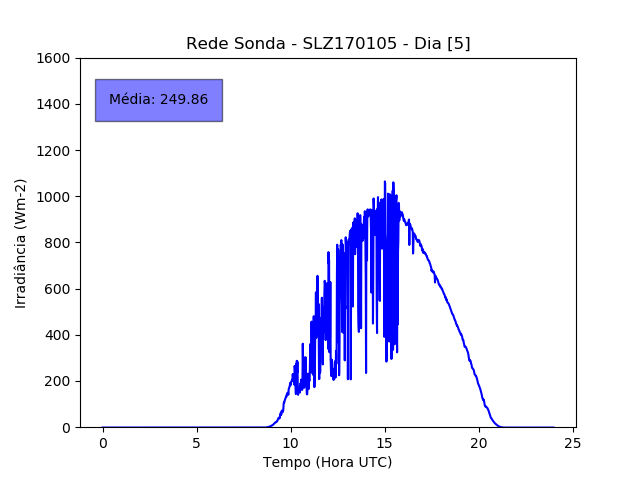 Rede Sonda - SLZ170105 - Dia [5]
1600
1400
1200
1000
800
600
400
200
0
Média: 249.86
Irradiância (Wm-2)
0 5 10 15 20 25
Tempo (Hora UTC)